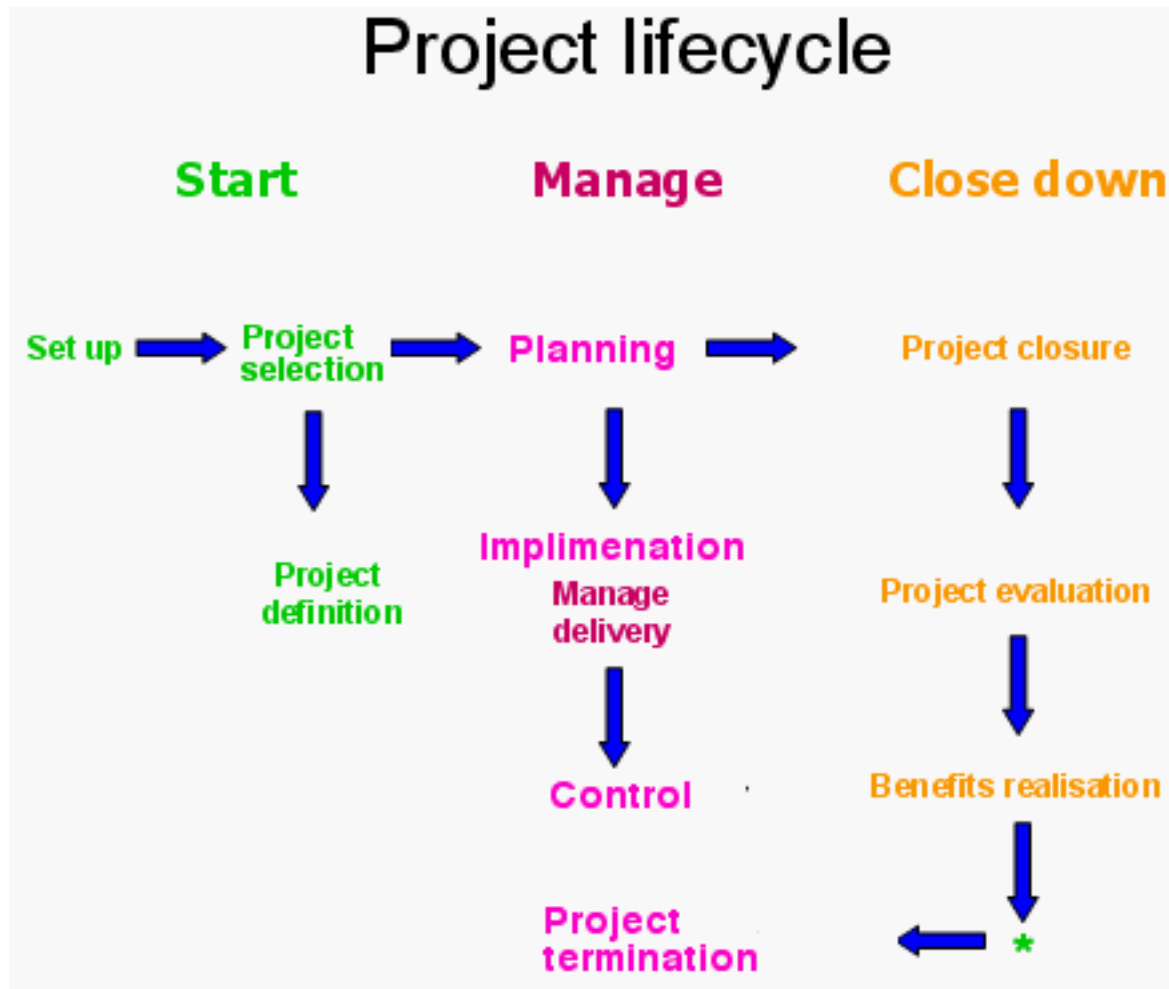 Project lifecycle
Start
Manage
Close down
Set up
Project
selection
Planning
Project closure
Project
definition
Implimenation
Manage
delivery
Project evaluation
Control
Benefits realisation
Project
termination
*